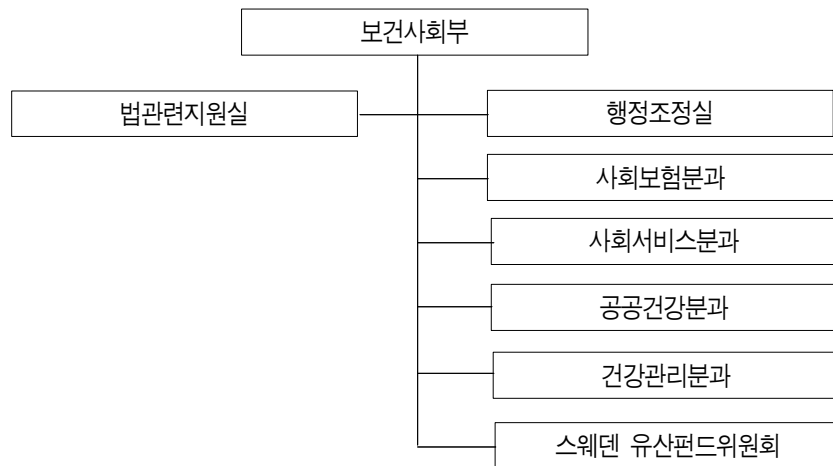 보건사회부
법관련지원실
행정조정실
사회보험분과
사회서비스분과
공공건강분과
건강관리분과
스웨덴 유산펀드위원회